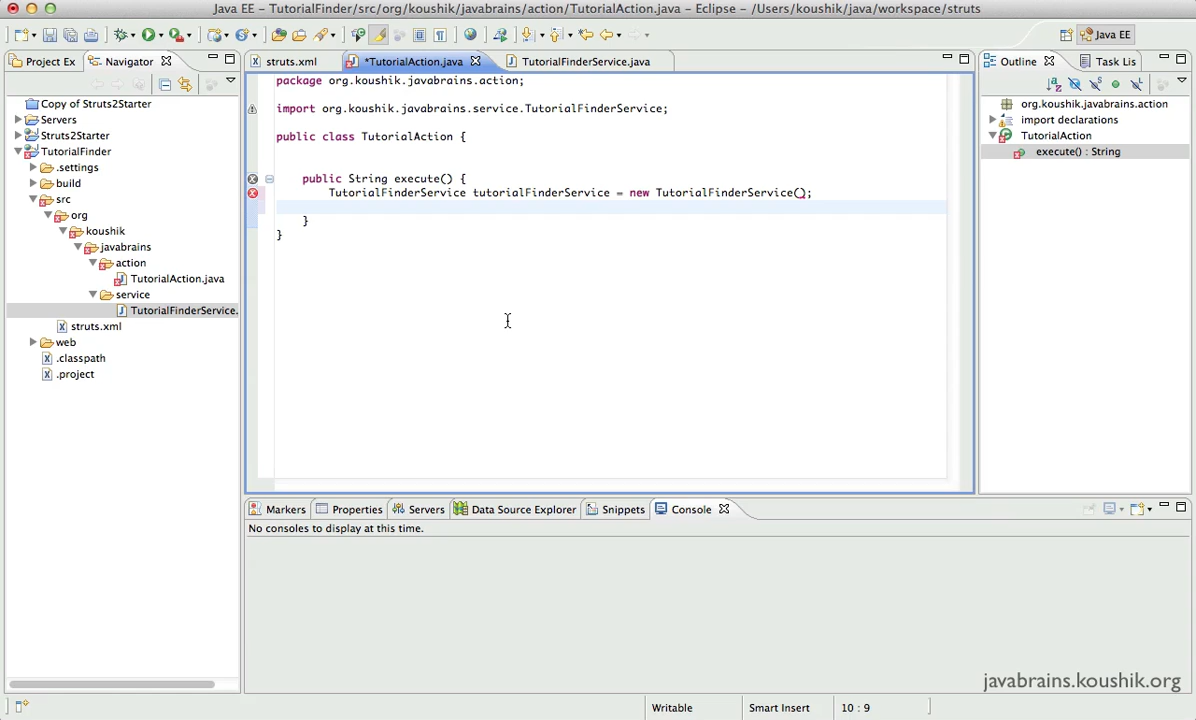 Java EE – TutorialFinder/src/org/koushik/javabrains/action/TutorialAction.java – Eclipse – /Users/koushik/java/workspace/struts
Java EE
Project Ex
Navigator
struts.xml
*TutorialAction.java
TutorialFinderService.java
Outline
Task Lis
Copy of Struts2Starter
Servers
Struts2Starter
TutorialFinder
.settings
build
src
org
koushik
javabrains
action
TutorialAction.java
service
TutorialFinderService.
struts.xml
web
.classpath
.project
package org.koushik.javabrains.action;
import org.koushik.javabrains.service.TutorialFinderService;
public class TutorialAction {
public String execute() {
TutorialFinderService tutorialFinderService = new TutorialFinderService();
}
}
org.koushik.javabrains.action
import declarations
TutorialAction
execute() : String
Markers
Properties
Servers
Data Source Explorer
Snippets
Console
No consoles to display at this time.
javabrains.koushik.org
Writable
Smart Insert
10 : 9